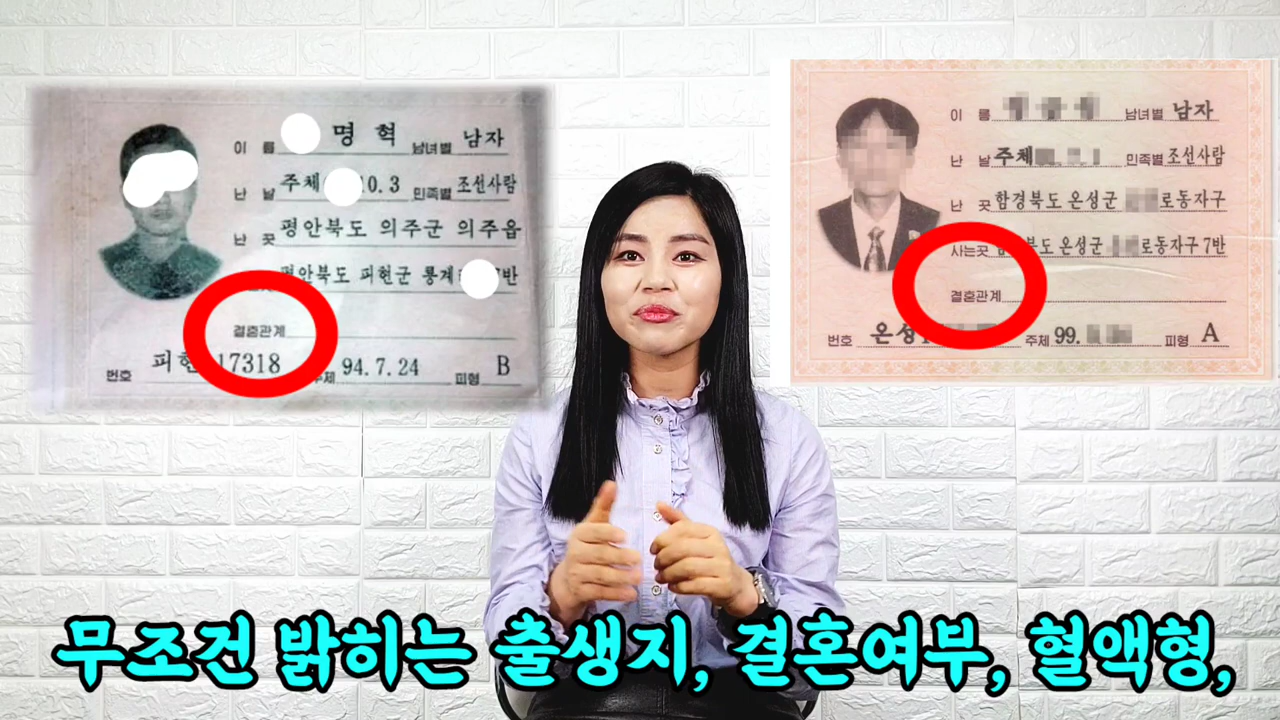 이 름 명 혁 남녀별 남자
난 날 주체 0.3 민족별 조선사람
난 곳 평안북도 의주군 의주읍
평안북도 피현군 반
결혼관계
번호 피현 17318 주체 94.7.24 피형 B
이 름 남녀별 남자
난 날 주체 민족별 조선사람
난 곳 함경북도 온성군 로동자구
사는곳 북도 온성군 로동자구 7반
결혼관계
번호 온성 주체 99. 피형 A
무조건 밝히는 출생지, 결혼여부, 혈액형,